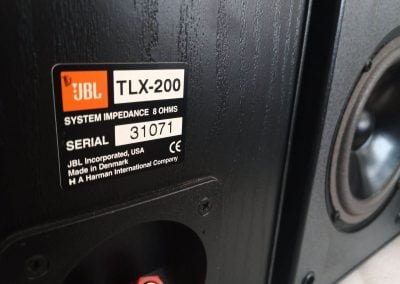 JBL TLX-200
SYSTEM IMPEDANCE 8 OHMS
SERIAL 31071
JBL Incorporated, USA
Made in Denmark
H A Harman International Company
CE